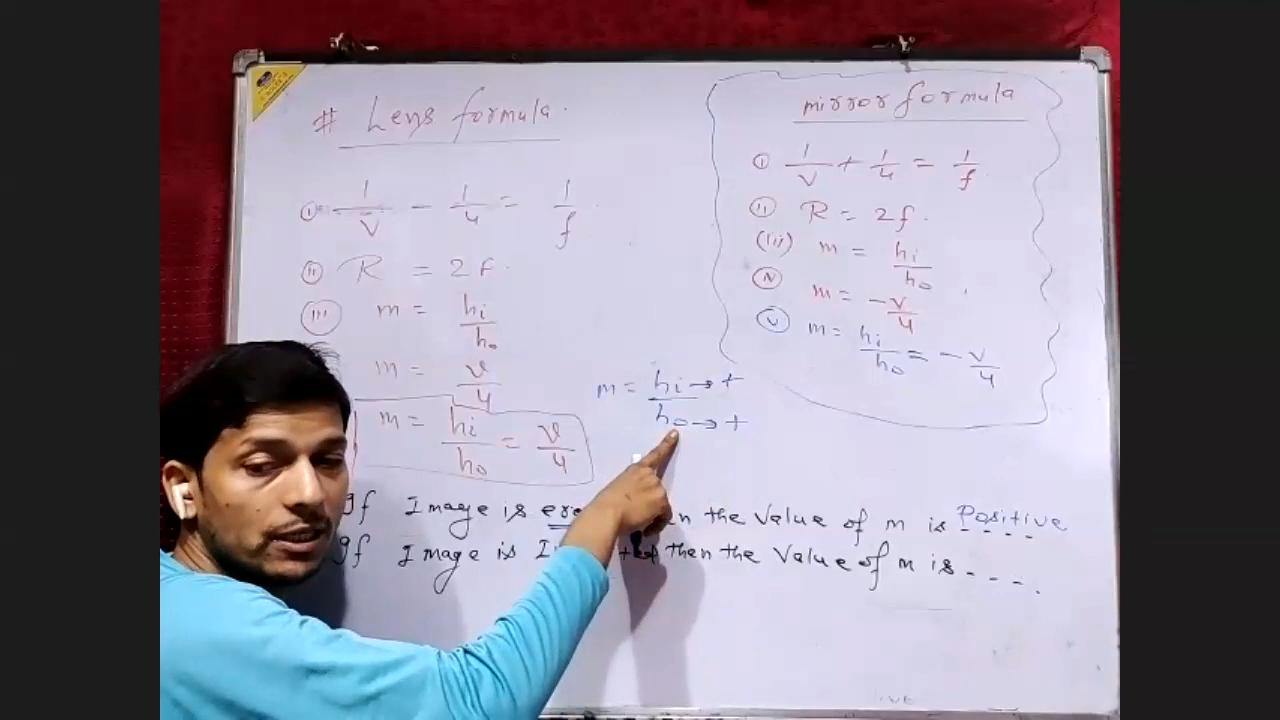 # Lens formula.
(i) 1/v - 1/u = 1/f
(ii) R = 2f.
(iii) m = hi/ho
m = v/u
m = hi/ho = v/u
mirror formula
(i) 1/v + 1/u = 1/f
(ii) R = 2f.
(iii) m = hi/ho
(iv) m = -v/u
(v) m = hi/ho = -v/u
m = hi→+/ho→+
If Image is the value of m is Positive
If Image is then the value of m is - - - .